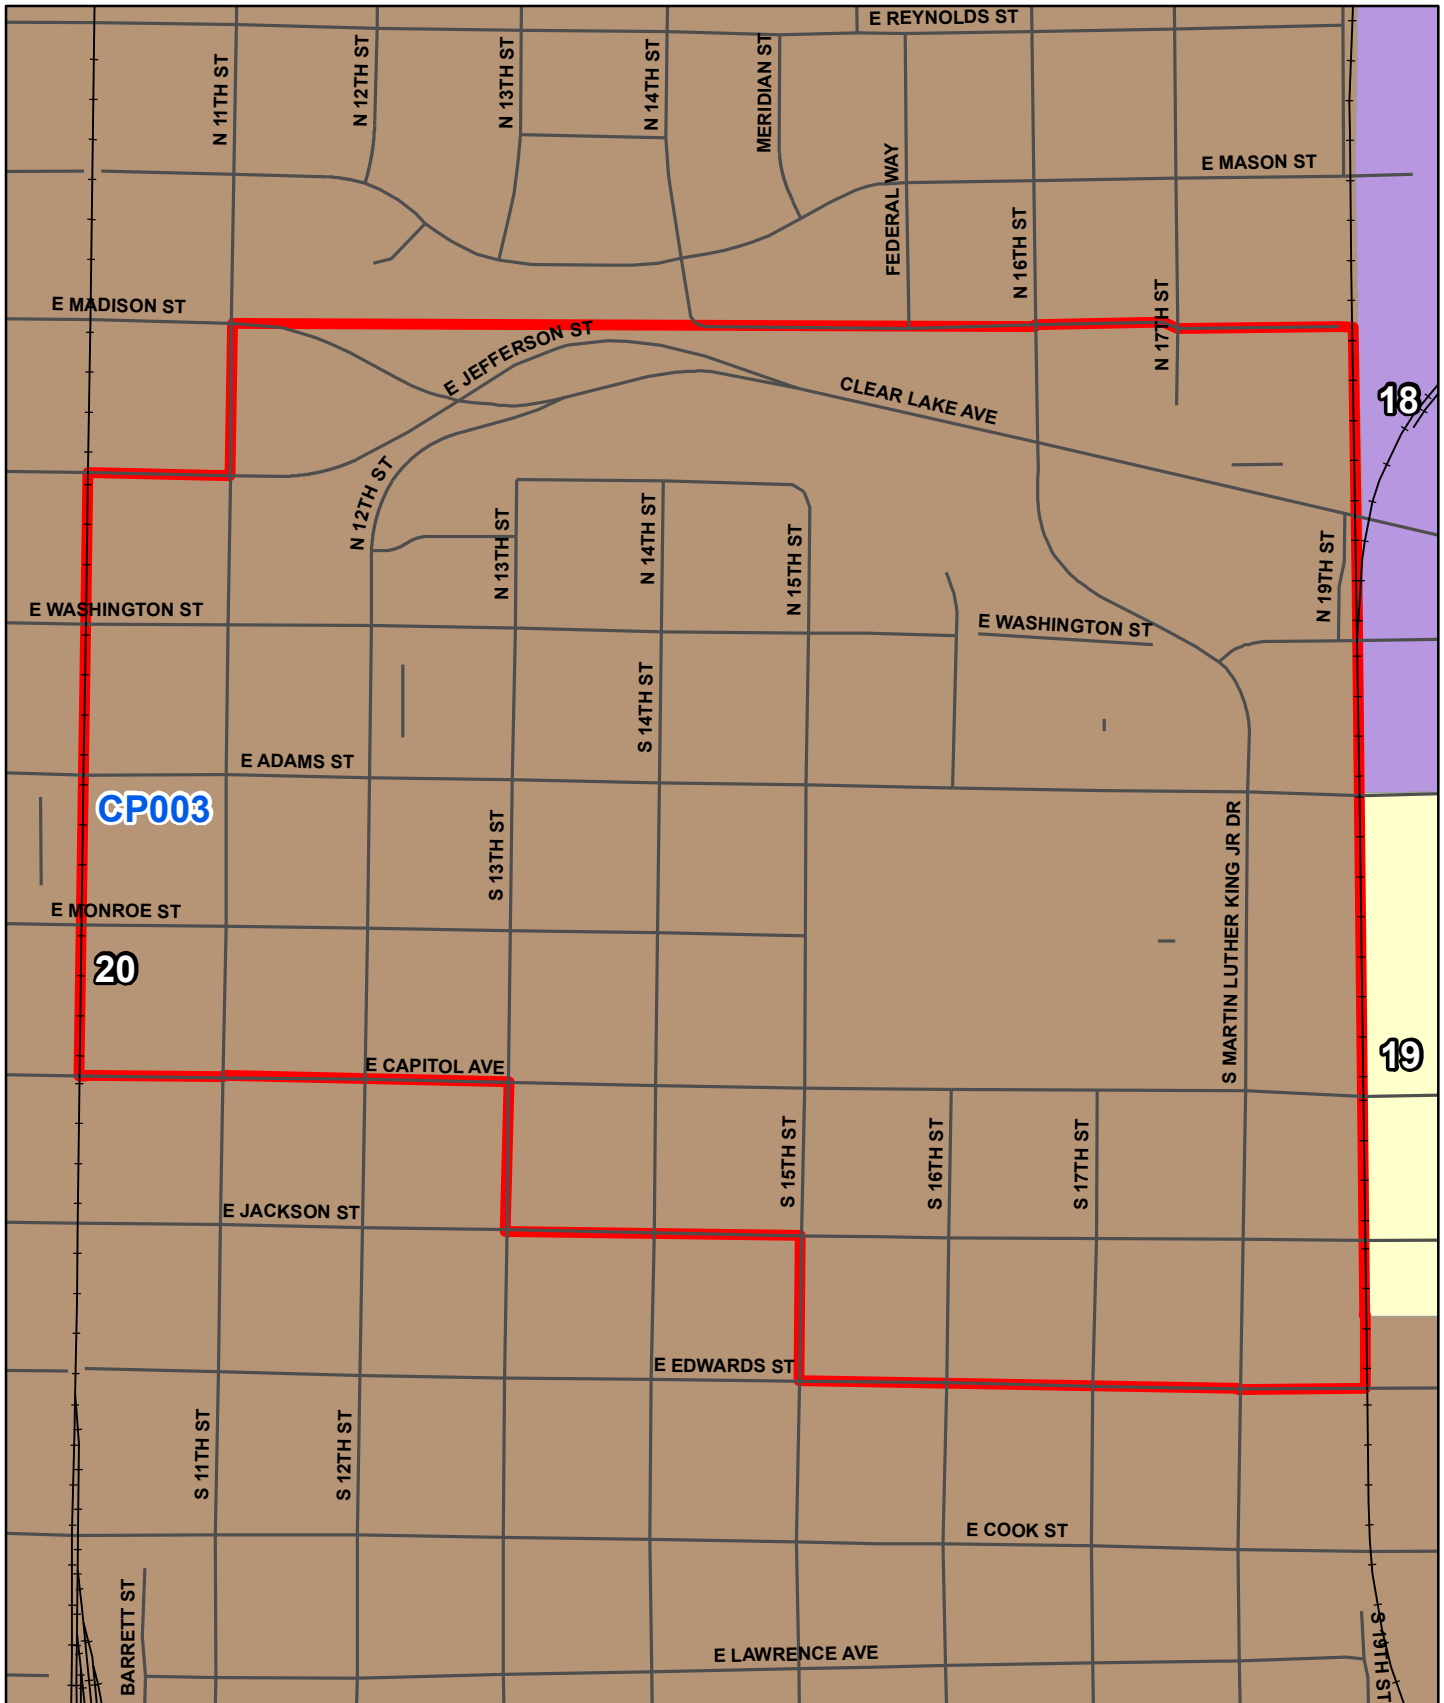 E REYNOLDS ST
N 11TH ST
N 12TH ST
N 13TH ST
N 14TH ST
MERIDIAN ST
FEDERAL WAY
E MASON ST
N 16TH ST
N 17TH ST
E MADISON ST
E JEFFERSON ST
CLEAR LAKE AVE
18
N 12TH ST
N 13TH ST
N 14TH ST
N 15TH ST
N 19TH ST
E WASHINGTON ST
E WASHINGTON ST
S 14TH ST
E ADAMS ST
CP003
S 13TH ST
S MARTIN LUTHER KING JR DR
E MONROE ST
20
19
E CAPITOL AVE
S 15TH ST
S 16TH ST
S 17TH ST
E JACKSON ST
E EDWARDS ST
S 11TH ST
S 12TH ST
E COOK ST
BARRETT ST
E LAWRENCE AVE
S 19TH ST